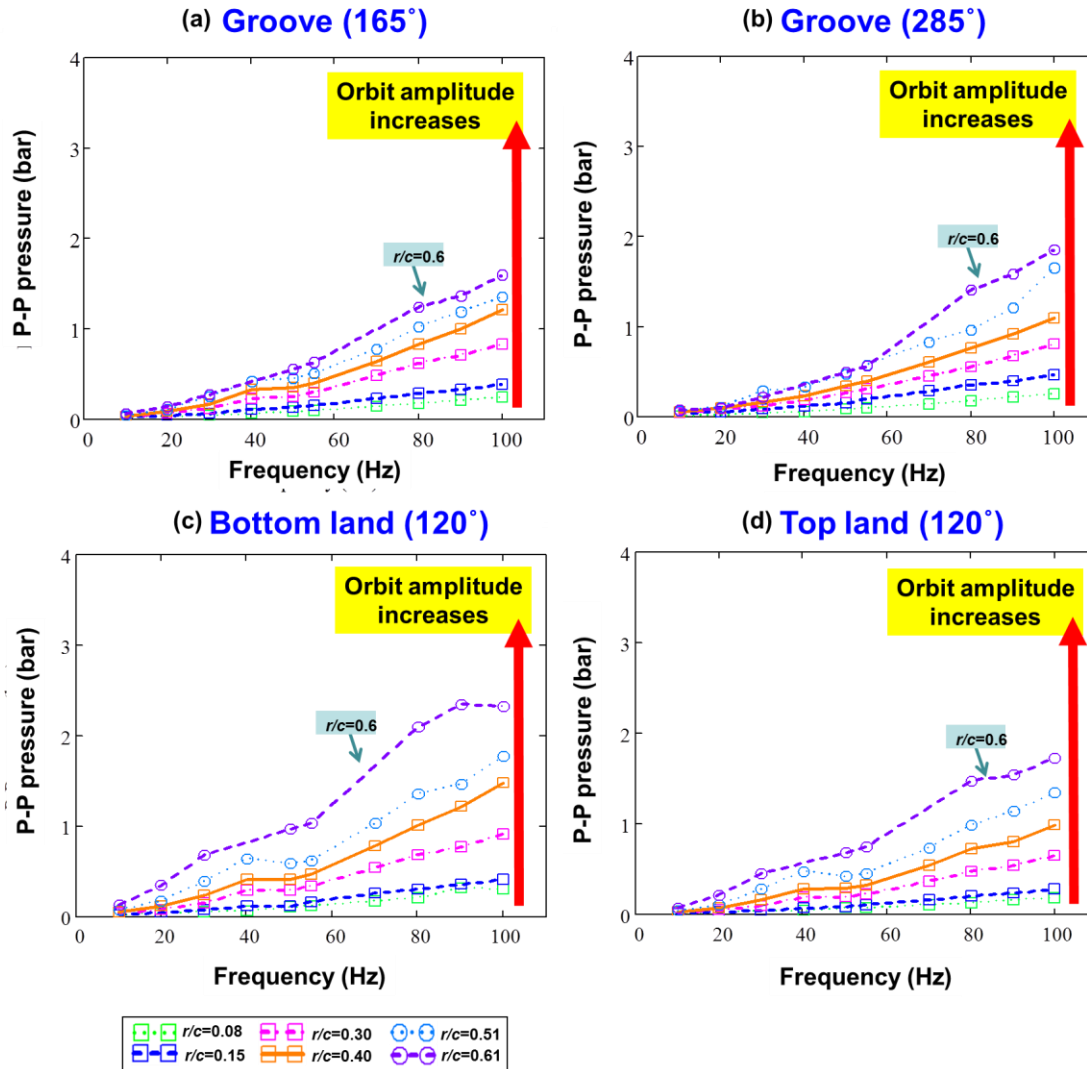 (a) Groove (165˚)
4
3
2
1
0
0 20 40 60 80 100
P-P pressure (bar)
Frequency (Hz)
Orbit amplitude
increases
r/c=0.6
(b) Groove (285˚)
4
3
2
1
0
0 20 40 60 80 100
P-P pressure (bar)
Frequency (Hz)
Orbit amplitude
increases
r/c=0.6
(c) Bottom land (120˚)
4
3
2
1
0
0 20 40 60 80 100
P-P pressure (bar)
Frequency (Hz)
Orbit amplitude
increases
r/c=0.6
(d) Top land (120˚)
4
3
2
1
0
0 20 40 60 80 100
P-P pressure (bar)
Frequency (Hz)
Orbit amplitude
increases
r/c=0.6
r/c=0.08 r/c=0.30 r/c=0.51
r/c=0.15 r/c=0.40 r/c=0.61